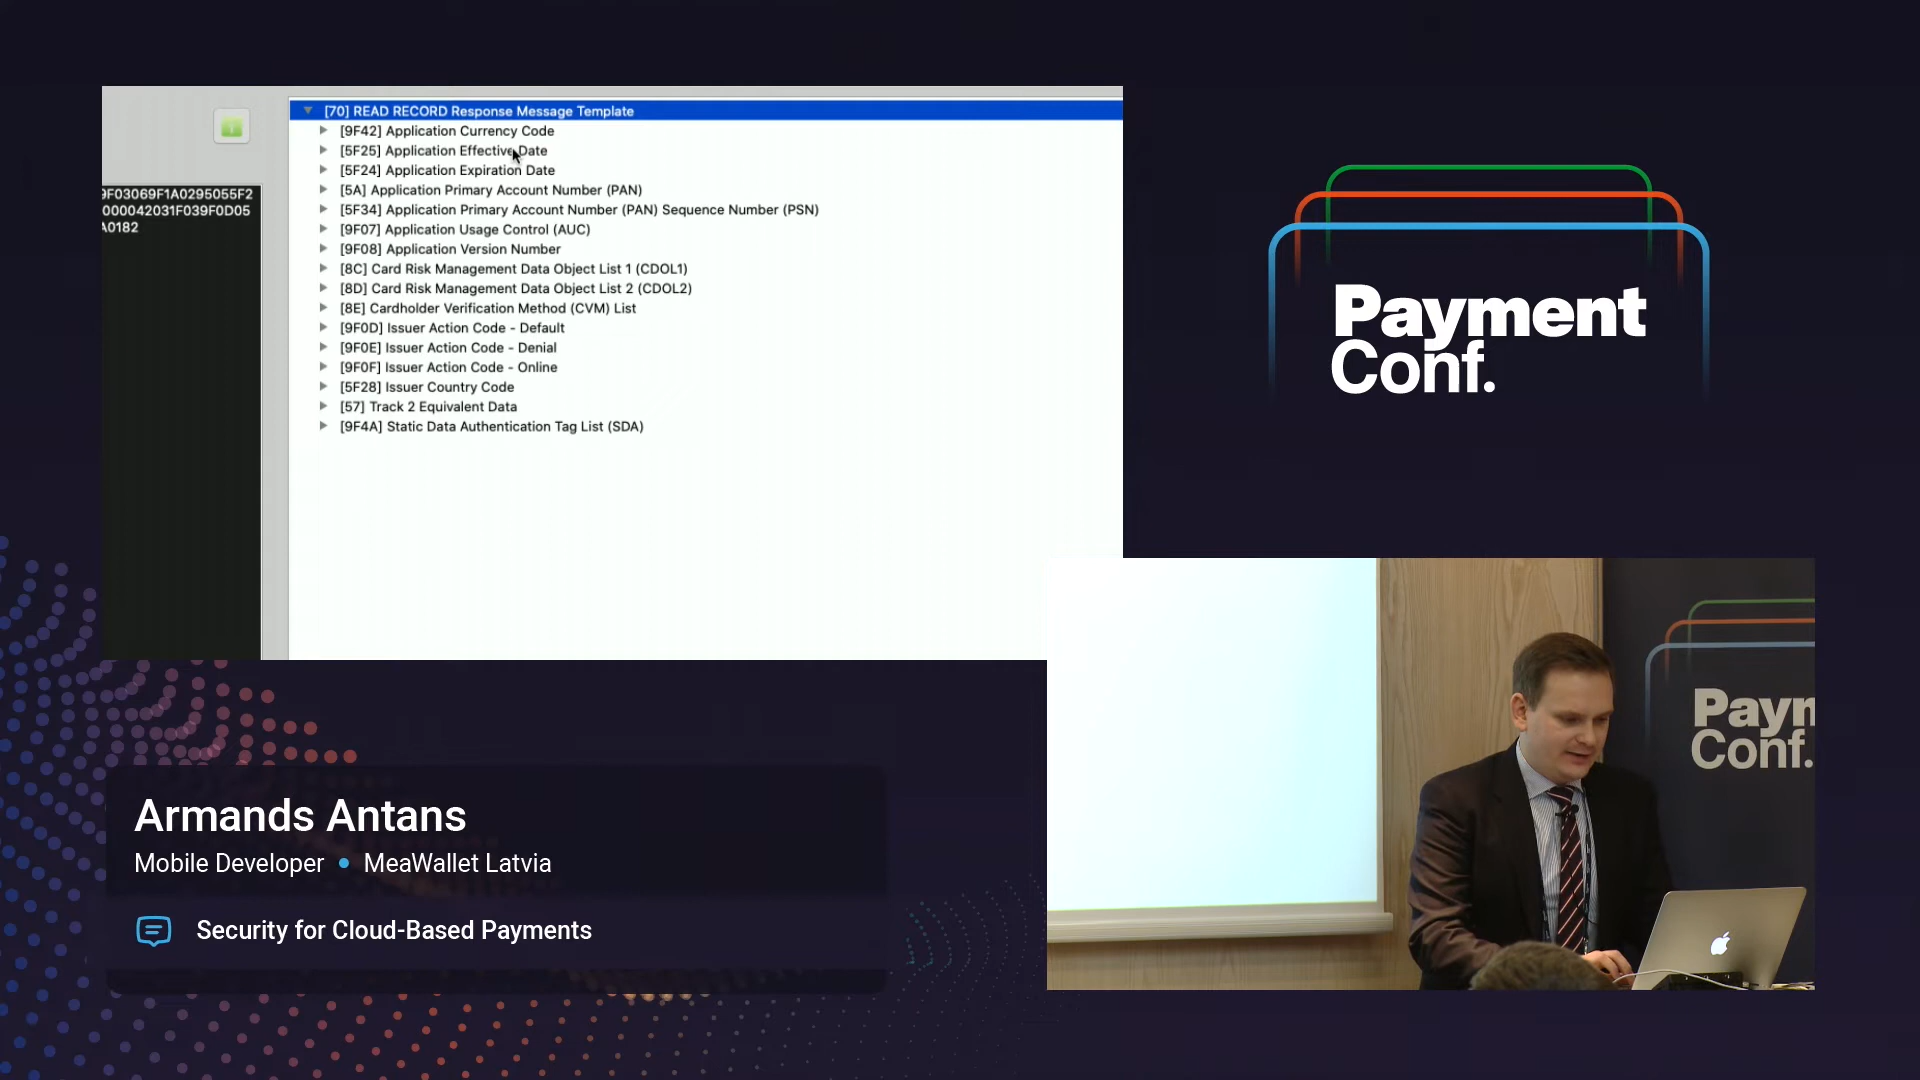 [70] READ RECORD Response Message Template
[9F42] Application Currency Code
[5F25] Application Effective Date
[5F24] Application Expiration Date
[5A] Application Primary Account Number (PAN)
[5F34] Application Primary Account Number (PAN) Sequence Number (PSN)
[9F07] Application Usage Control (AUC)
[9F08] Application Version Number
[8C] Card Risk Management Data Object List 1 (CDOL1)
[8D] Card Risk Management Data Object List 2 (CDOL2)
[8E] Cardholder Verification Method (CVM) List
[9F0D] Issuer Action Code - Default
[9F0E] Issuer Action Code - Denial
[9F0F] Issuer Action Code - Online
[5F28] Issuer Country Code
[57] Track 2 Equivalent Data
[9F4A] Static Data Authentication Tag List (SDA)
9F03069F1A0295055F2
000042031F039F0D05
A0182
Payment
Conf.
Paym
Conf.
Armands Antans
Mobile Developer • MeaWallet Latvia
Security for Cloud-Based Payments